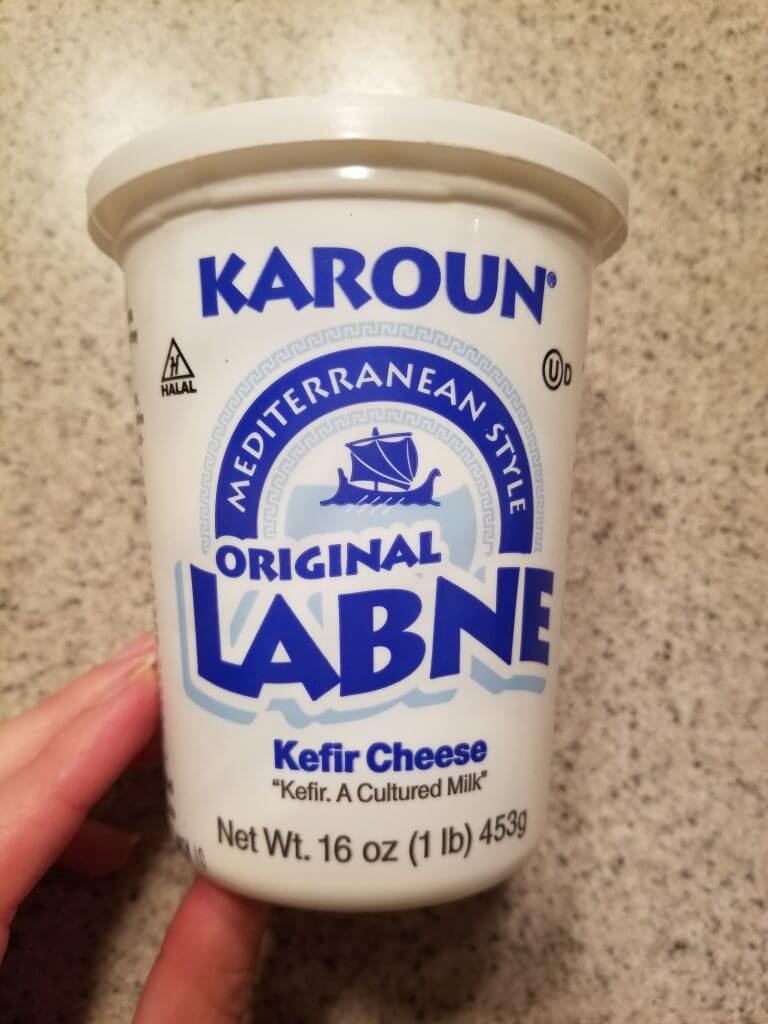 KAROUN®
HALAL
U D
MEDITERRANEAN STYLE
ORIGINAL
LABNE
Kefir Cheese
"Kefir. A Cultured Milk"
Net Wt. 16 oz (1 lb) 453g